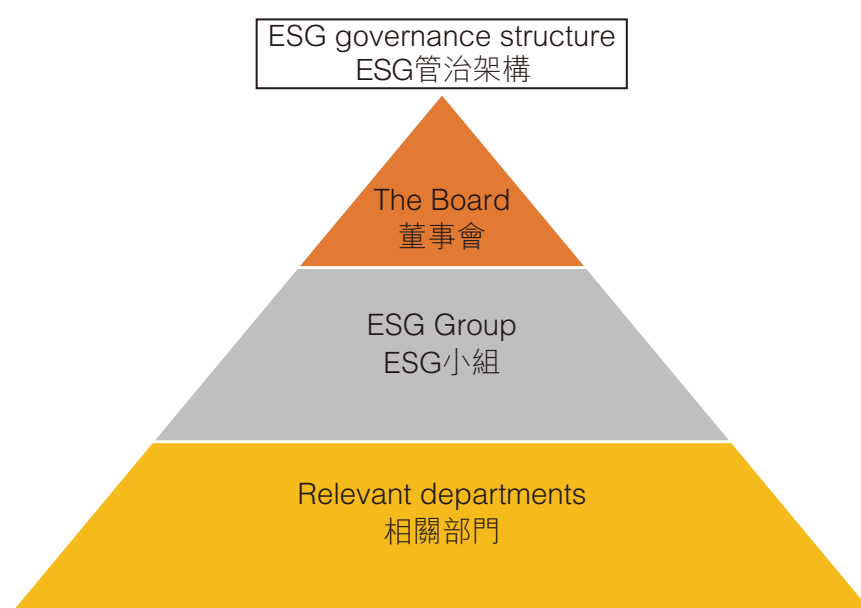 ESG governance structure
ESG管治架構
The Board
董事會
ESG Group
ESG小組
Relevant departments
相關部門